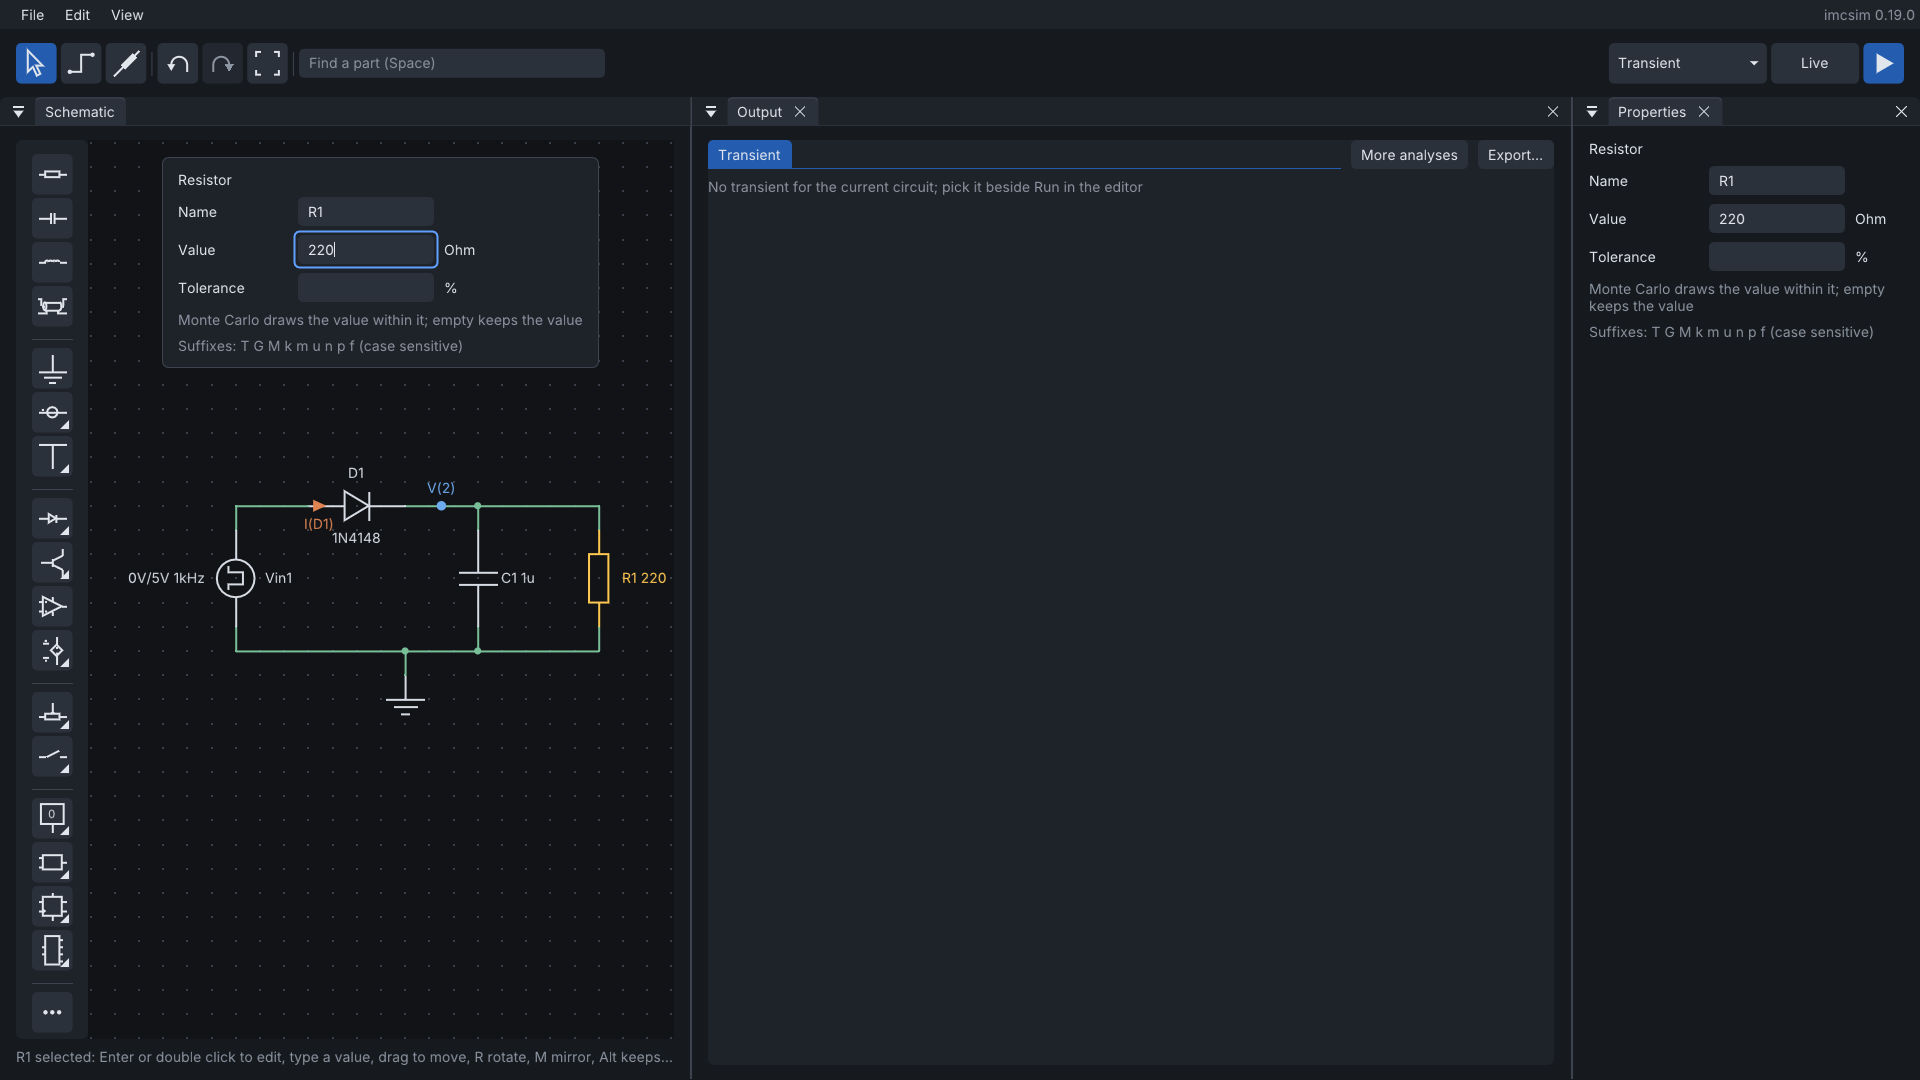 File Edit View imcsim 0.19.0
Find a part (Space) Transient Live
Schematic Output Properties
Resistor
Name R1
Value 220 Ohm
Tolerance %
Monte Carlo draws the value within it; empty keeps the value
Suffixes: T G M k m u n p f (case sensitive)
D1
V(2)
I(D1)
1N4148
0V/5V 1kHz Vin1 C1 1u R1 220
0
R1 selected: Enter or double click to edit, type a value, drag to move, R rotate, M mirror, Alt keeps...
Transient More analyses Export...
No transient for the current circuit; pick it beside Run in the editor
Resistor
Name R1
Value 220 Ohm
Tolerance %
Monte Carlo draws the value within it; empty
keeps the value
Suffixes: T G M k m u n p f (case sensitive)